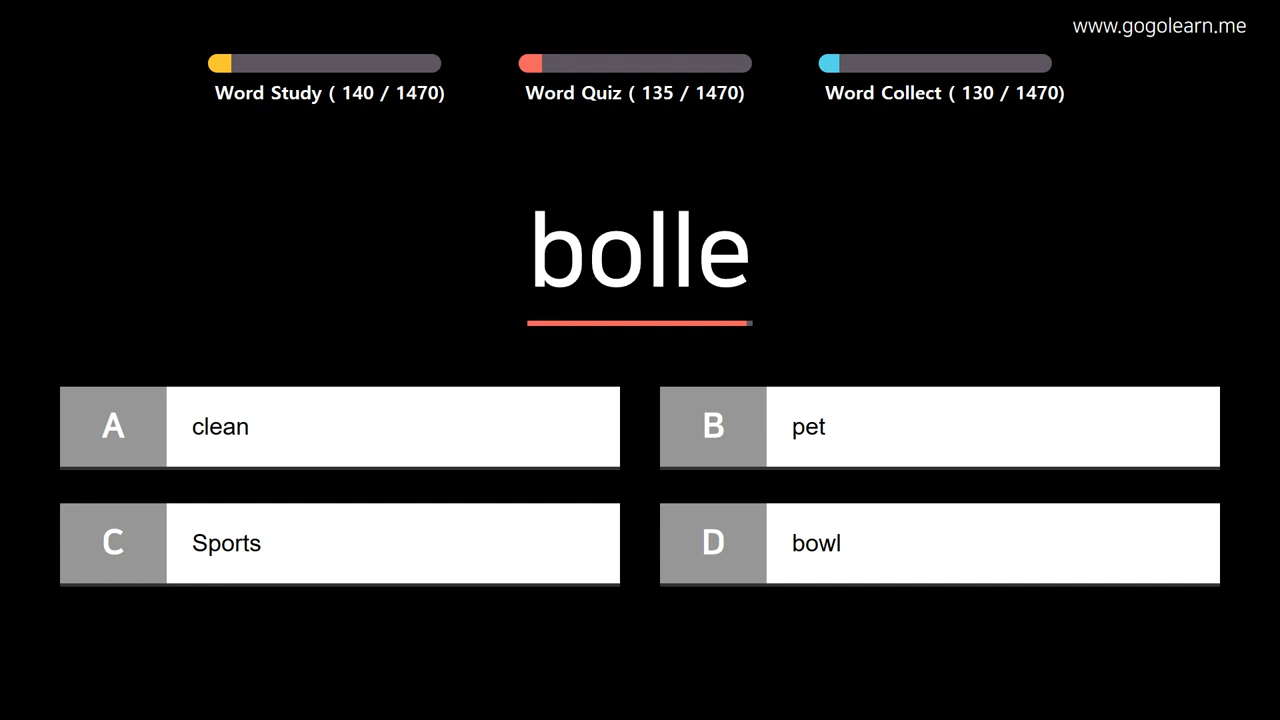 www.gogolearn.me
Word Study ( 140 / 1470)
Word Quiz ( 135 / 1470)
Word Collect ( 130 / 1470)
bolle
A clean
B pet
C Sports
D bowl